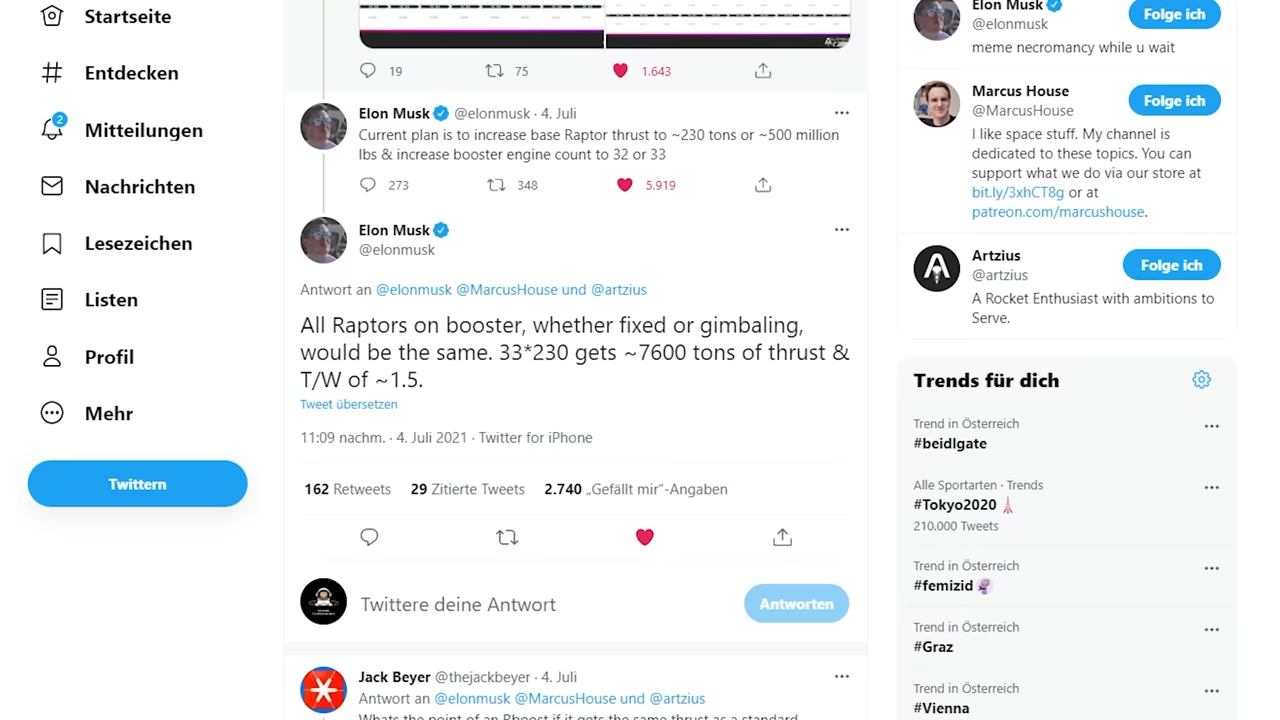 Startseite
Entdecken
2
Mitteilungen
Nachrichten
Lesezeichen
Listen
Profil
Mehr
Twittern
19 75 1.643
Elon Musk @elonmusk · 4. Juli
Current plan is to increase base Raptor thrust to ~230 tons or ~500 million
lbs & increase booster engine count to 32 or 33
273 348 5.919
Elon Musk
@elonmusk
Antwort an @elonmusk @MarcusHouse und @artzius
All Raptors on booster, whether fixed or gimbaling,
would be the same. 33*230 gets ~7600 tons of thrust &
T/W of ~1.5.
Tweet übersetzen
11:09 nachm. · 4. Juli 2021 · Twitter for iPhone
162 Retweets 29 Zitierte Tweets 2.740 „Gefällt mir“-Angaben
Twittere deine Antwort
Antworten
Jack Beyer @thejackbeyer · 4. Juli
Antwort an @elonmusk @MarcusHouse und @artzius
Whats the point of an Rboost if it gets the same thrust as a standard
Elon Musk
@elonmusk
Folge ich
meme necromancy while u wait
Marcus House
@MarcusHouse
Folge ich
I like space stuff. My channel is
dedicated to these topics. You can
support what we do via our store at
bit.ly/3xhCT8g or at
patreon.com/marcushouse.
Artzius
@artzius
Folge ich
A Rocket Enthusiast with ambitions to
Serve.
Trends für dich
Trend in Österreich
#beidlgate
Alle Sportarten · Trends
#Tokyo2020
210.000 Tweets
Trend in Österreich
#femizid
Trend in Österreich
#Graz
Trend in Österreich
#Vienna